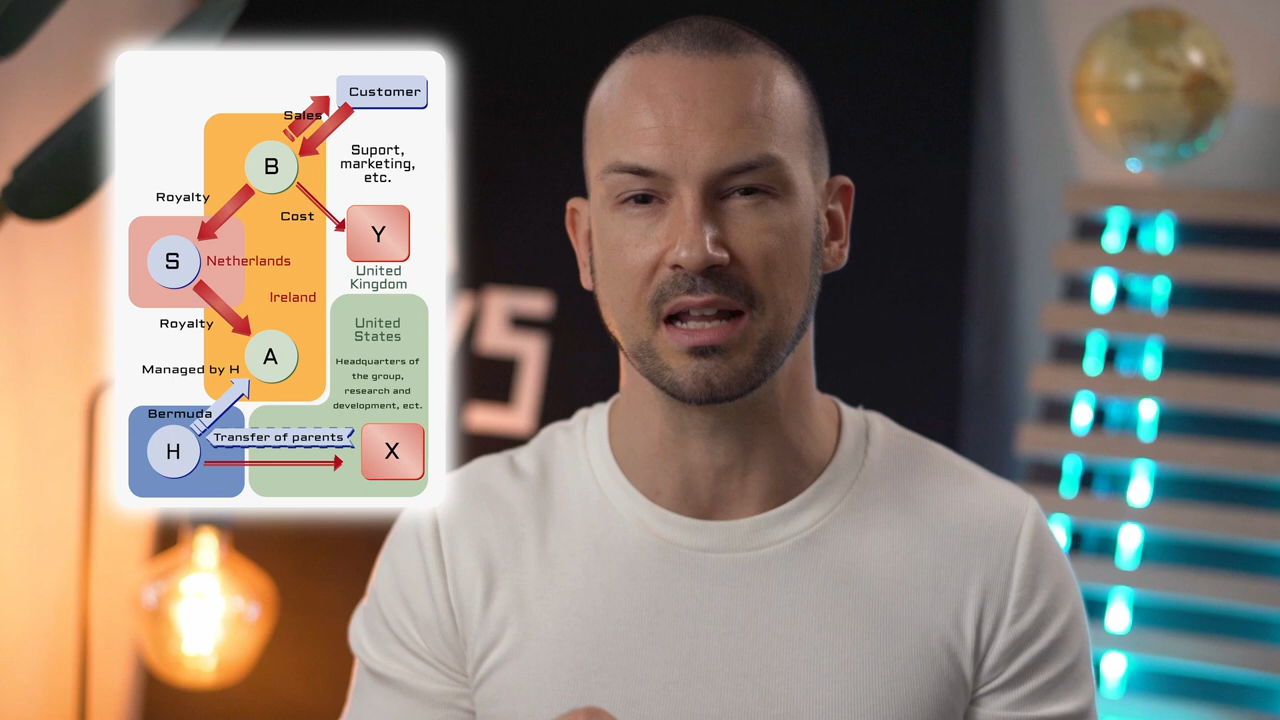 Customer
Sales
B
Suport,
marketing,
etc.
Royalty
Cost
Y
S
Netherlands
United
Kingdom
Ireland
Royalty
United
States
A
Headquarters of
the group,
research and
development, ect.
Managed by H
Bermuda
H
Transfer of parents
X